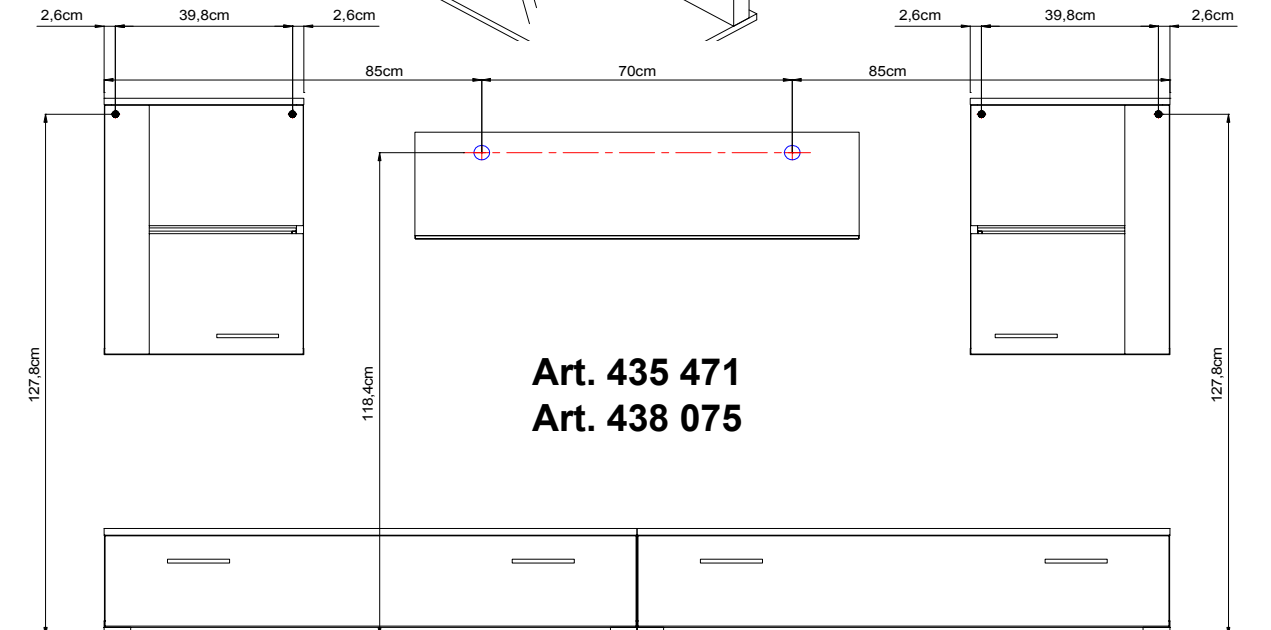 2,6cm 39,8cm 2,6cm 2,6cm 39,8cm 2,6cm
85cm 70cm 85cm
127,8cm
118,4cm
127,8cm
Art. 435 471
Art. 438 075